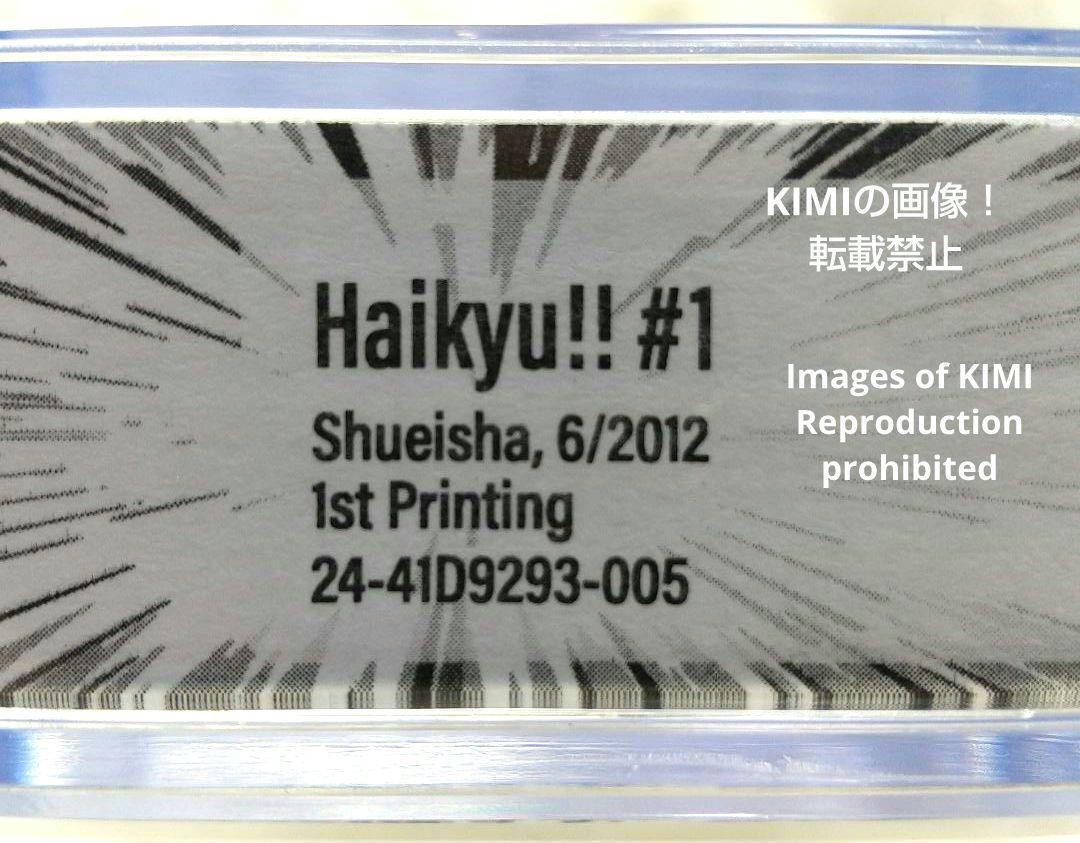 KIMIの画像！
転載禁止
Haikyu!! #1
Shueisha, 6/2012
1st Printing
24-41D9293-005
Images of KIMI
Reproduction
prohibited